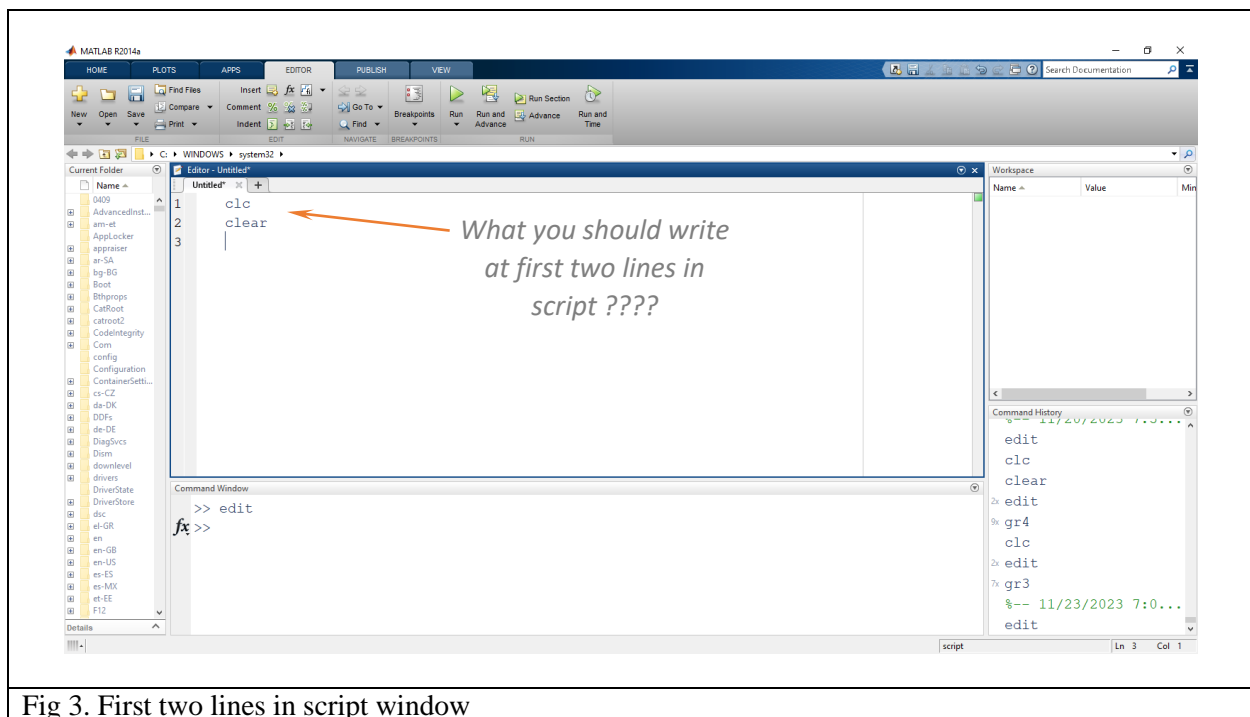 MATLAB R2014a
HOME PLOTS APPS EDITOR PUBLISH VIEW
Search Documentation
New Open Save
Find Files
Compare
Print
FILE
Insert fx
Comment
Indent
EDIT
Go To
Find
NAVIGATE
Breakpoints
BREAKPOINTS
Run
Run and Advance
Run Section
Advance
Run and Time
RUN
C: WINDOWS system32
Current Folder
Name
0409
AdvancedInst...
am-et
AppLocker
appraiser
ar-SA
bg-BG
Boot
Bthprops
CatRoot
catroot2
CodeIntegrity
Com
config
Configuration
ContainerSetti...
cs-CZ
da-DK
DDFs
de-DE
DiagSvcs
Dism
downlevel
drivers
DriverState
DriverStore
dsc
el-GR
en
en-GB
en-US
es-ES
es-MX
et-EE
F12
Details
Editor - Untitled*
Untitled* × +
1 clc
2 clear
3
What you should write
at first two lines in
script ????
Command Window
>> edit
fx >>
Workspace
Name Value Min
Command History
edit
clc
clear
2x edit
9x gr4
clc
2x edit
7x gr3
%-- 11/23/2023 7:0...
edit
script Ln 3 Col 1
Fig 3. First two lines in script window